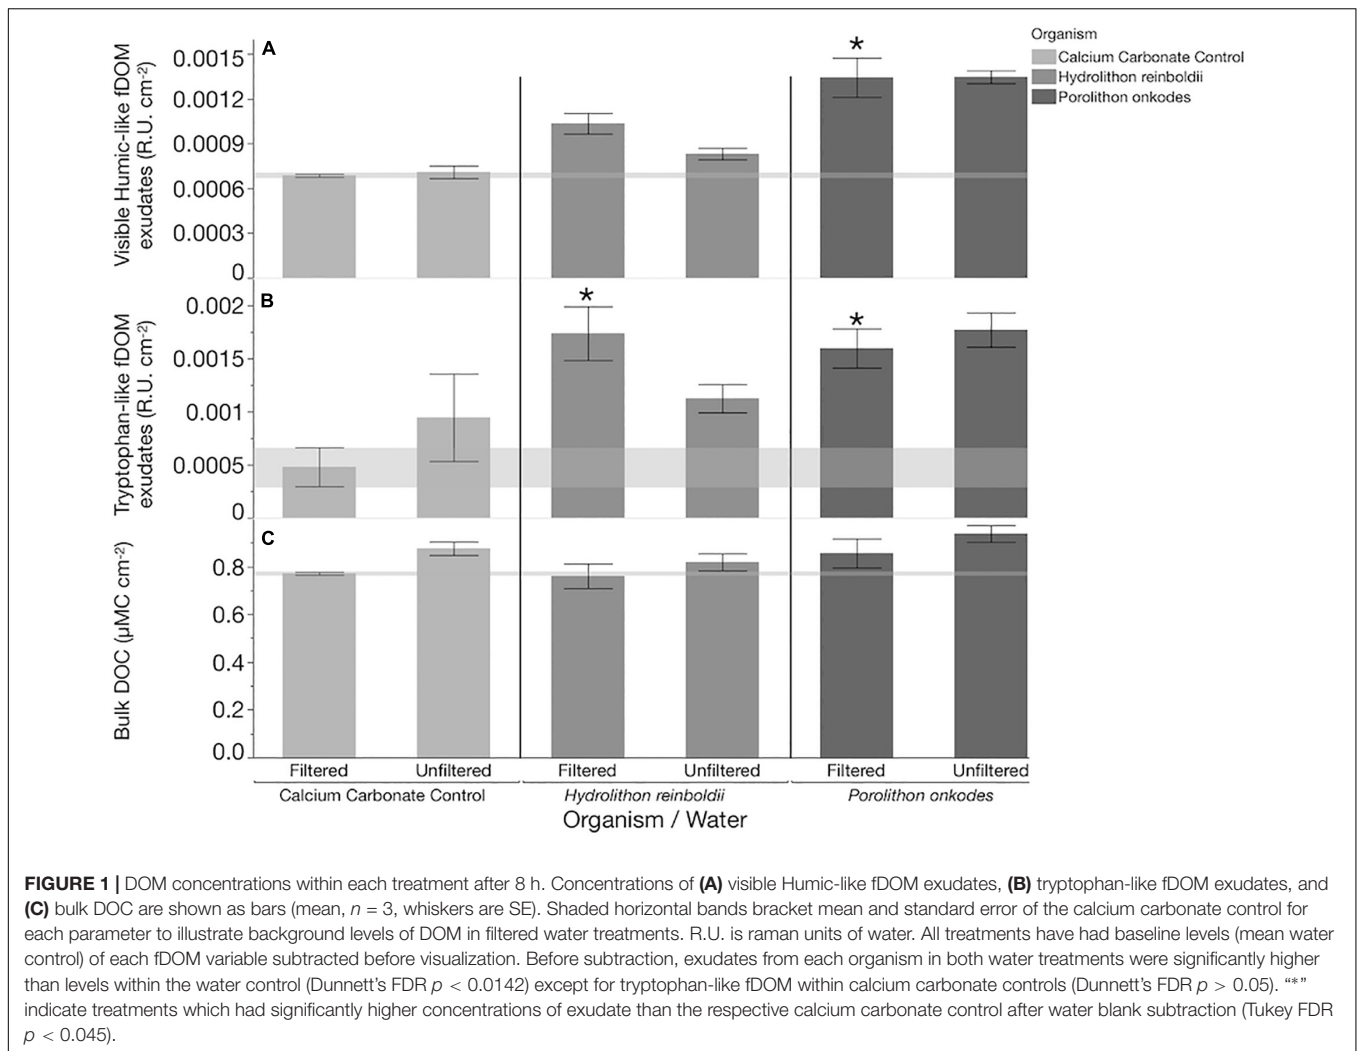 A
Organism
Calcium Carbonate Control
Hydrolithon reinboldii
Porolithon onkodes
Visible Humic-like fDOM
exudates (R.U. cm-2)
0.0015
0.0012
0.0009
0.0006
0.0003
0
*
B
Tryptophan-like fDOM
exudates (R.U. cm-2)
0.002
0.0015
0.001
0.0005
0
*
*
C
Bulk DOC (µMC cm-2)
0.8
0.6
0.4
0.2
0.0
Filtered Unfiltered Filtered Unfiltered Filtered Unfiltered
Calcium Carbonate Control Hydrolithon reinboldii Porolithon onkodes
Organism / Water
FIGURE 1 | DOM concentrations within each treatment after 8 h. Concentrations of (A) visible Humic-like fDOM exudates, (B) tryptophan-like fDOM exudates, and
(C) bulk DOC are shown as bars (mean, n = 3, whiskers are SE). Shaded horizontal bands bracket mean and standard error of the calcium carbonate control for
each parameter to illustrate background levels of DOM in filtered water treatments. R.U. is raman units of water. All treatments have had baseline levels (mean water
control) of each fDOM variable subtracted before visualization. Before subtraction, exudates from each organism in both water treatments were significantly higher
than levels within the water control (Dunnett's FDR p < 0.0142) except for tryptophan-like fDOM within calcium carbonate controls (Dunnett's FDR p > 0.05). “*”
indicate treatments which had significantly higher concentrations of exudate than the respective calcium carbonate control after water blank subtraction (Tukey FDR
p < 0.045).